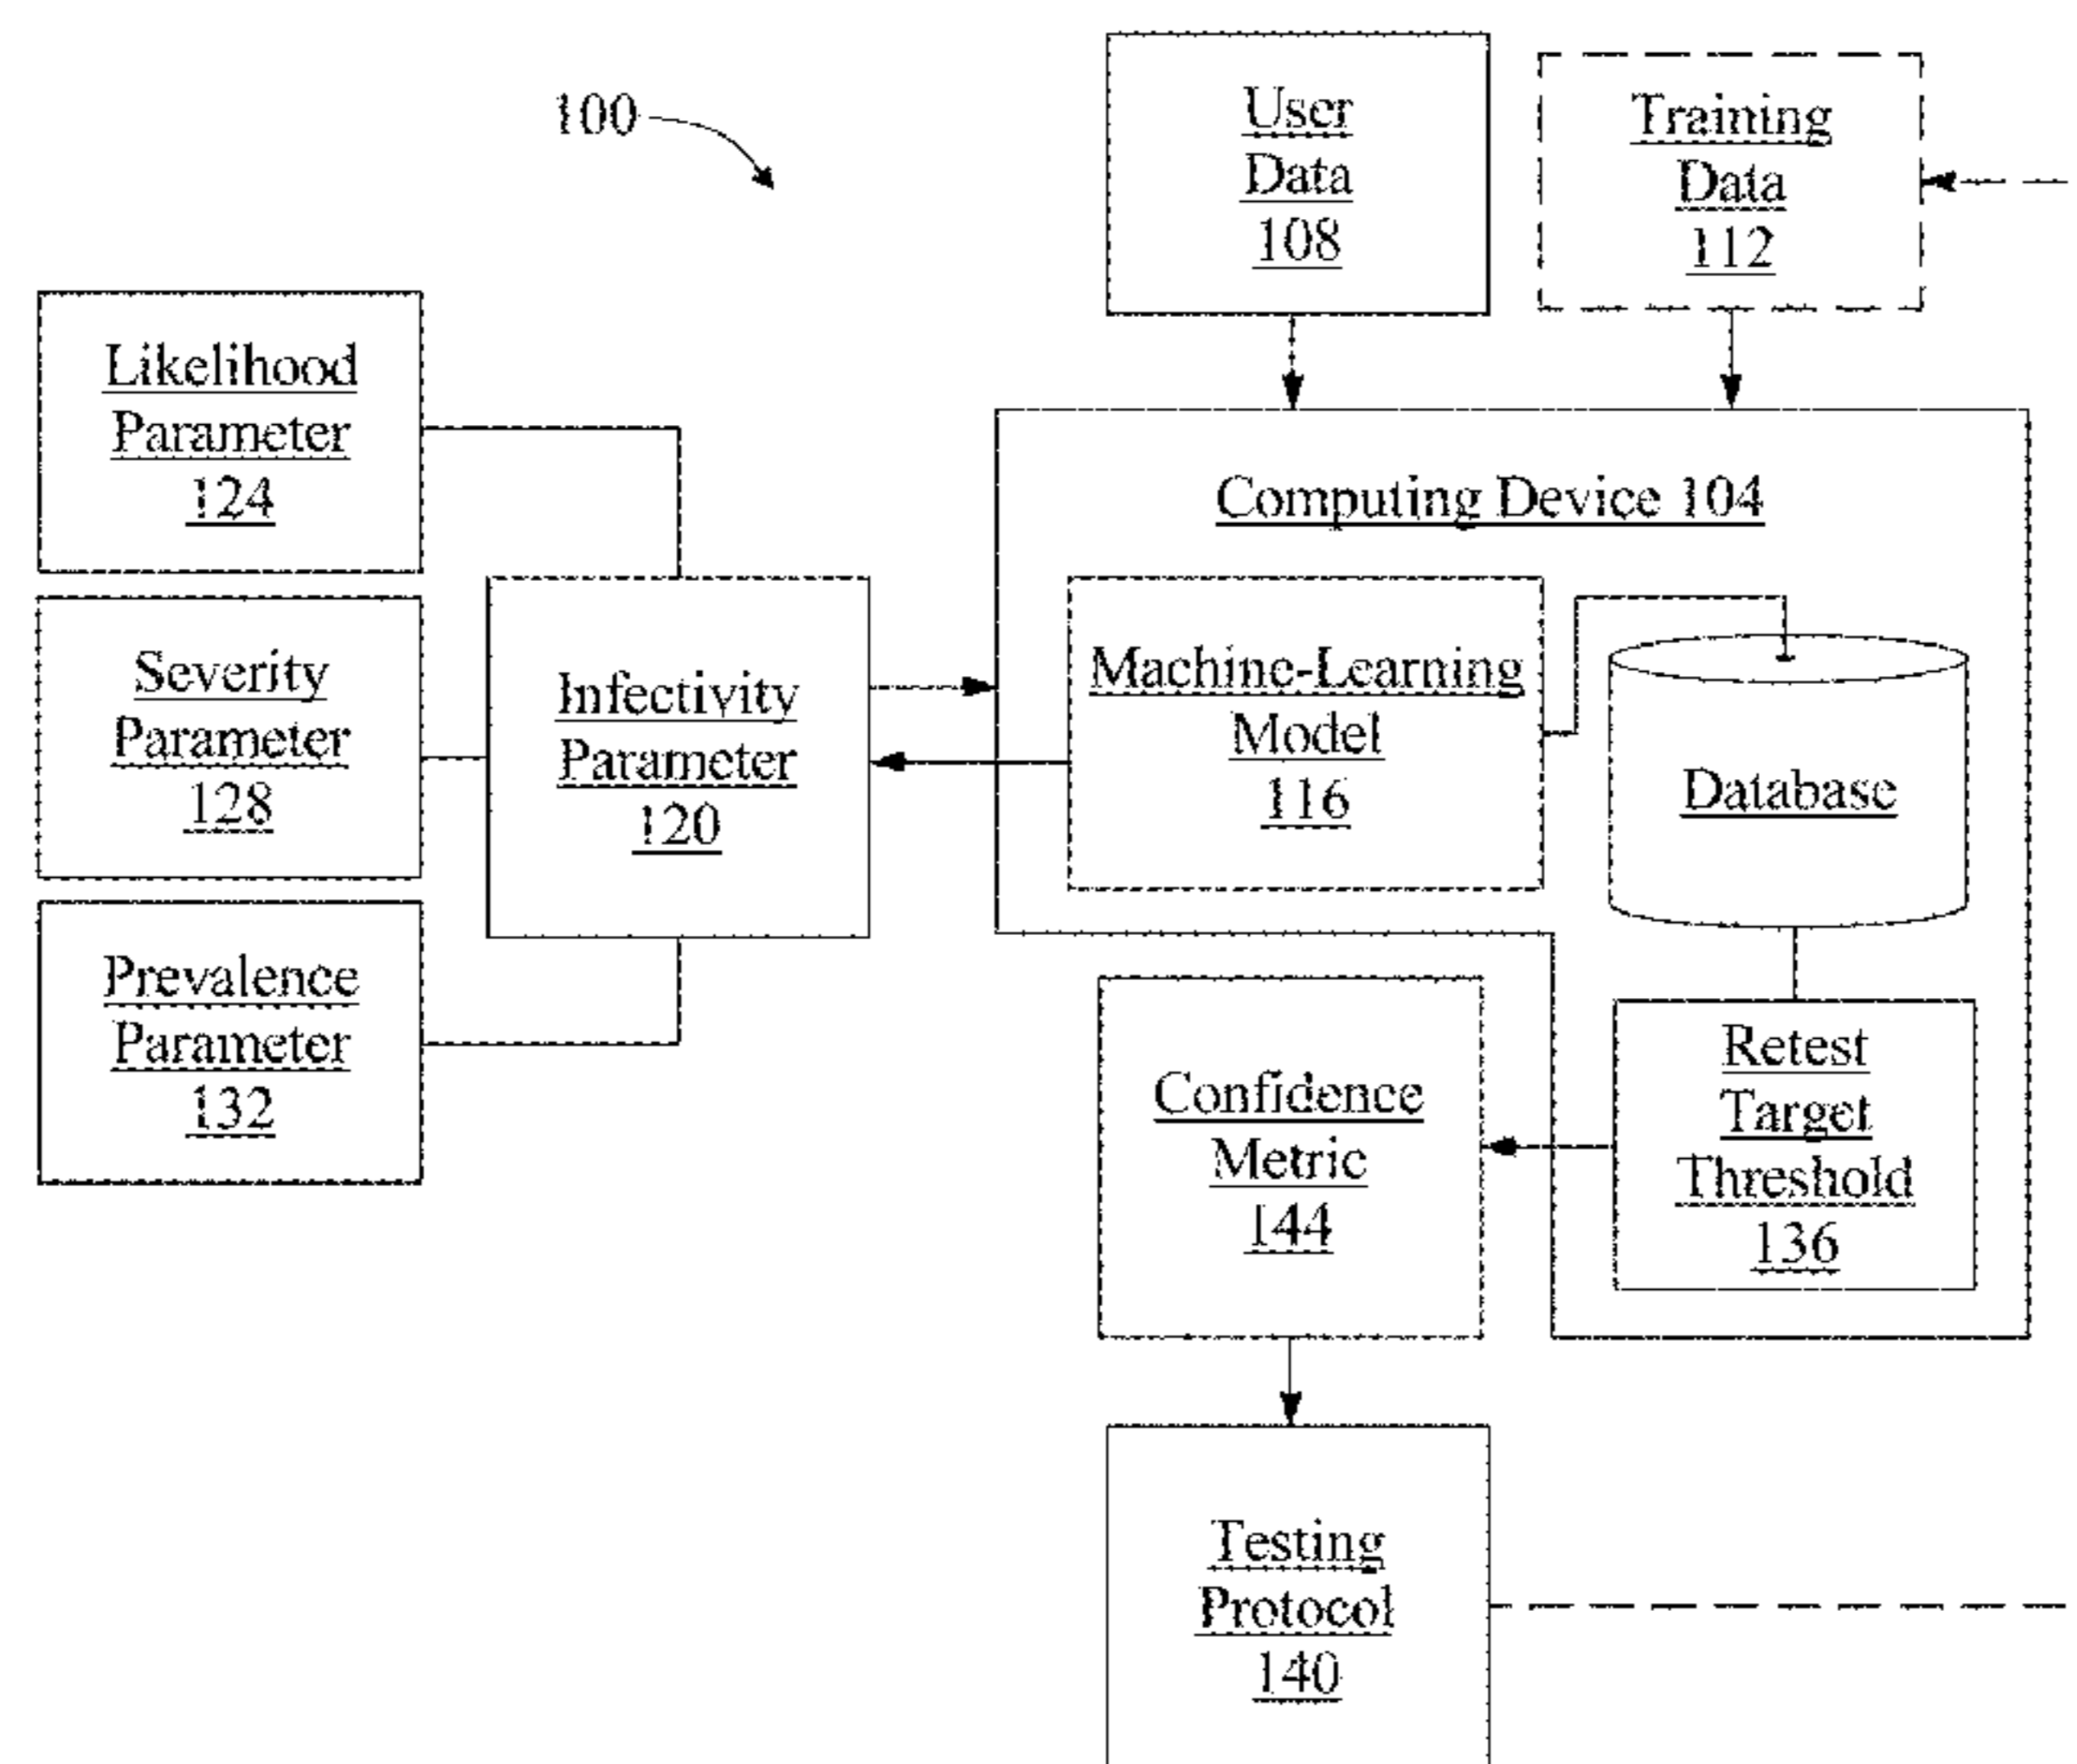 100
User
Data
108
Training
Data
112
Likelihood
Parameter
124
Severity
Parameter
128
Prevalence
Parameter
132
Infectivity
Parameter
120
Computing Device 104
Machine-Learning
Model
116
Database
Retest
Target
Threshold
136
Confidence
Metric
144
Testing
Protocol
140